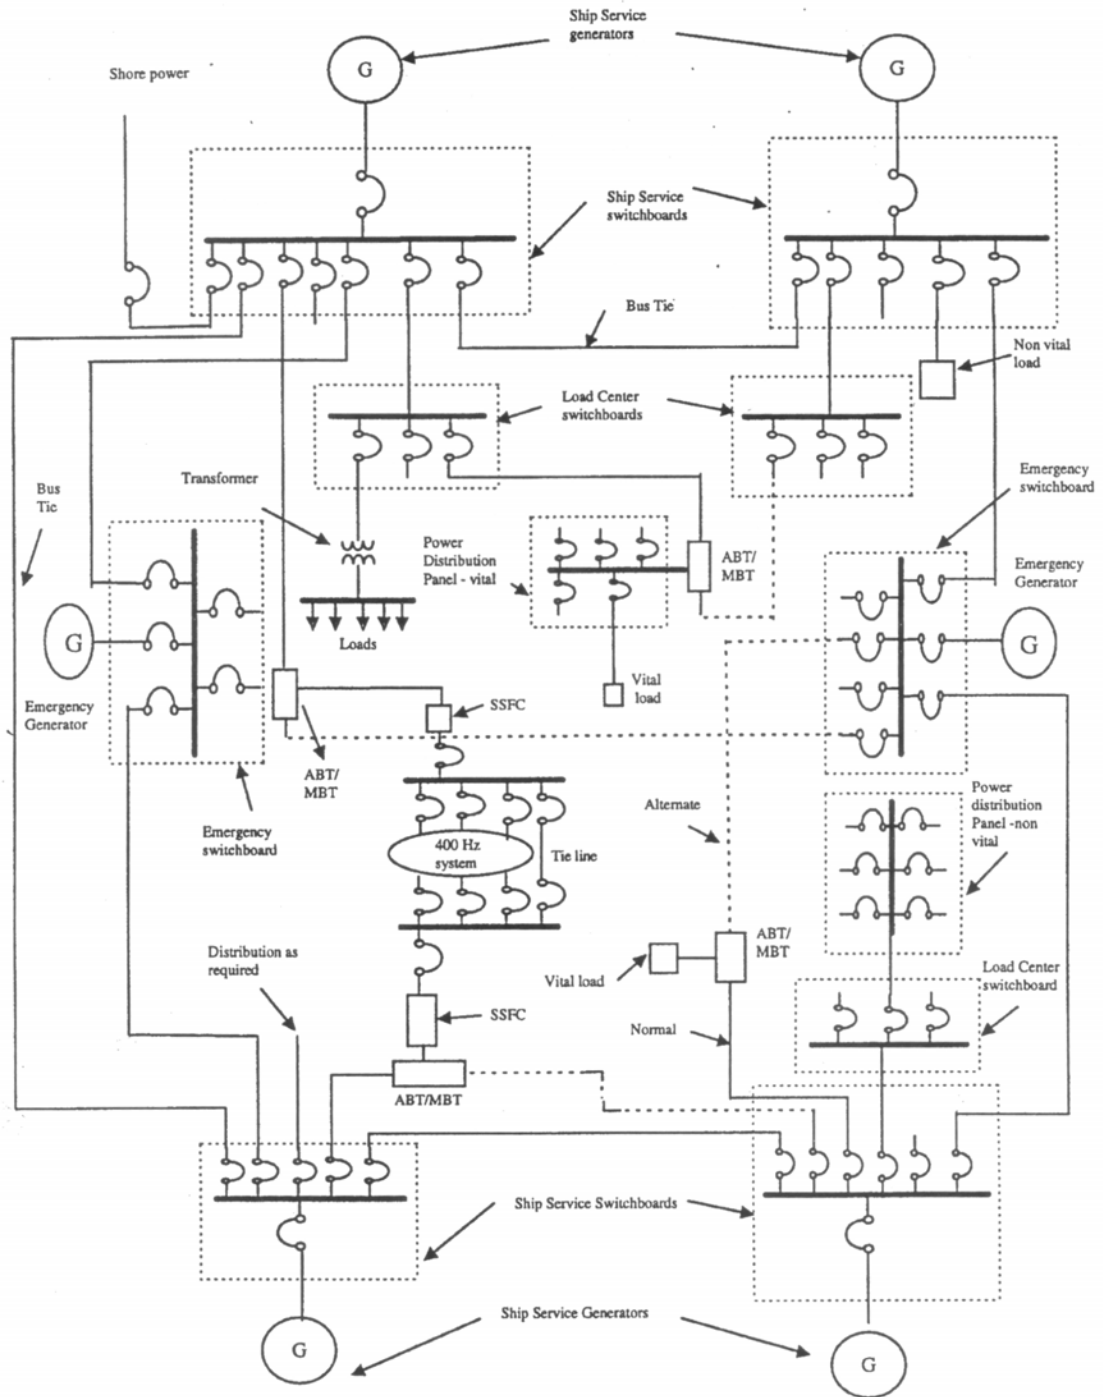 Ship Service
generators
G
G
Shore power
Ship Service
switchboards
Bus Tie
Non vital
load
Load Center
switchboards
Emergency
switchboard
Transformer
Bus
Tie
Power
Distribution
Panel - vital
ABT/
MBT
Emergency
Generator
G
Loads
G
Vital
load
Emergency
Generator
SSFC
ABT/
MBT
Power
distribution
Panel -non
vital
Alternate
Emergency
switchboard
400 Hz
system
Tie line
ABT/
MBT
Distribution as
required
Vital load
Load Center
switchboard
SSFC
Normal
ABT/MBT
Ship Service Switchboards
Ship Service Generators
G
G